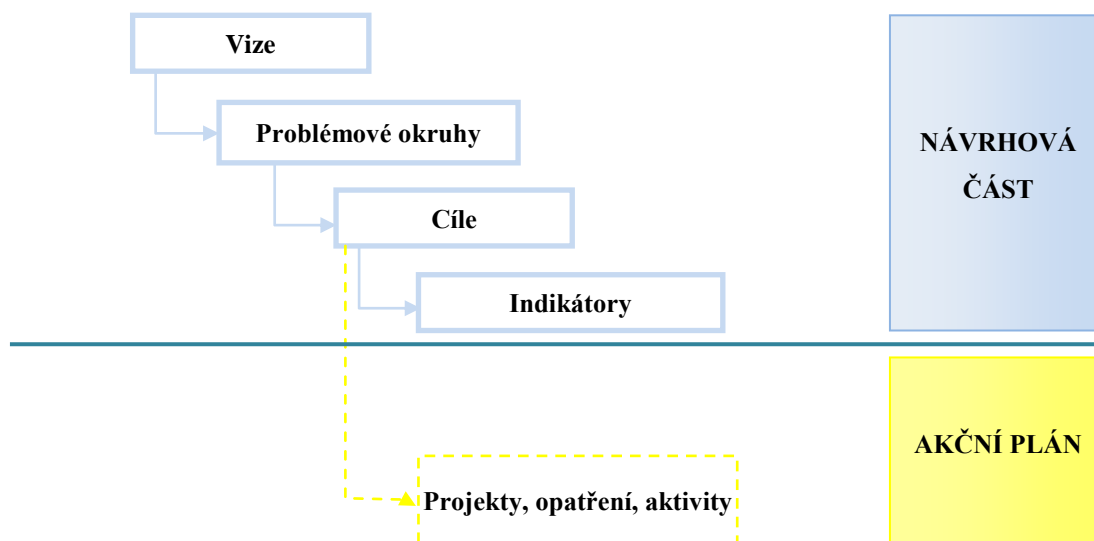 Vize
Problémové okruhy
Cíle
Indikátory
NÁVRHOVÁ
ČÁST
AKČNÍ PLÁN
Projekty, opatření, aktivity